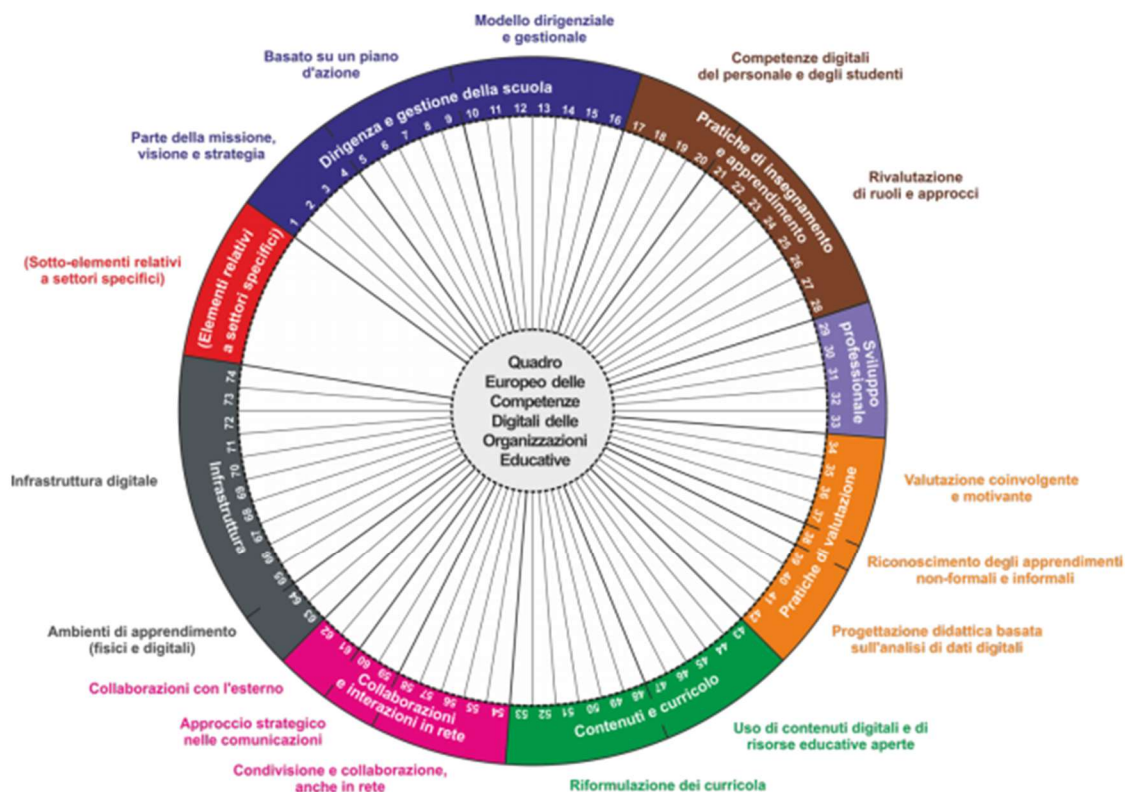 Modello dirigenziale
e gestionale
Basato su un piano
d'azione
Parte della missione,
visione e strategia
(Sotto-elementi relativi
a settori specifici)
Infrastruttura digitale
Ambienti di apprendimento
(fisici e digitali)
Collaborazioni con l'esterno
Approccio strategico
nelle comunicazioni
Condivisione e collaborazione,
anche in rete
Competenze digitali
del personale e degli studenti
Rivalutazione
di ruoli e approcci
Valutazione coinvolgente
e motivante
Riconoscimento degli apprendimenti
non-formali e informali
Progettazione didattica basata
sull'analisi di dati digitali
Uso di contenuti digitali e di
risorse educative aperte
Riformulazione dei curricola
Dirigenza e gestione della scuola
Pratiche di insegnamento
e apprendimento
Sviluppo
professionale
Pratiche di valutazione
Contenuti e curricolo
Collaborazioni
e interazioni in rete
Infrastruttura
(Elementi relativi
a settori specifici)
1 2 3 4 5 6 7 8 9 10 11 12 13 14 15 16
17 18 19 20 21 22 23 24 25 26 27 28
29 30 31 32 33
34 35 36 37 38 39 40 41 42
43 44 45 46 47 48 49 50 51 52 53
54 55 56 57 58 59 60 61 62
63 64 65 66 67 68 69 70 71 72 73 74
Quadro
Europeo delle
Competenze
Digitali delle
Organizzazioni
Educative